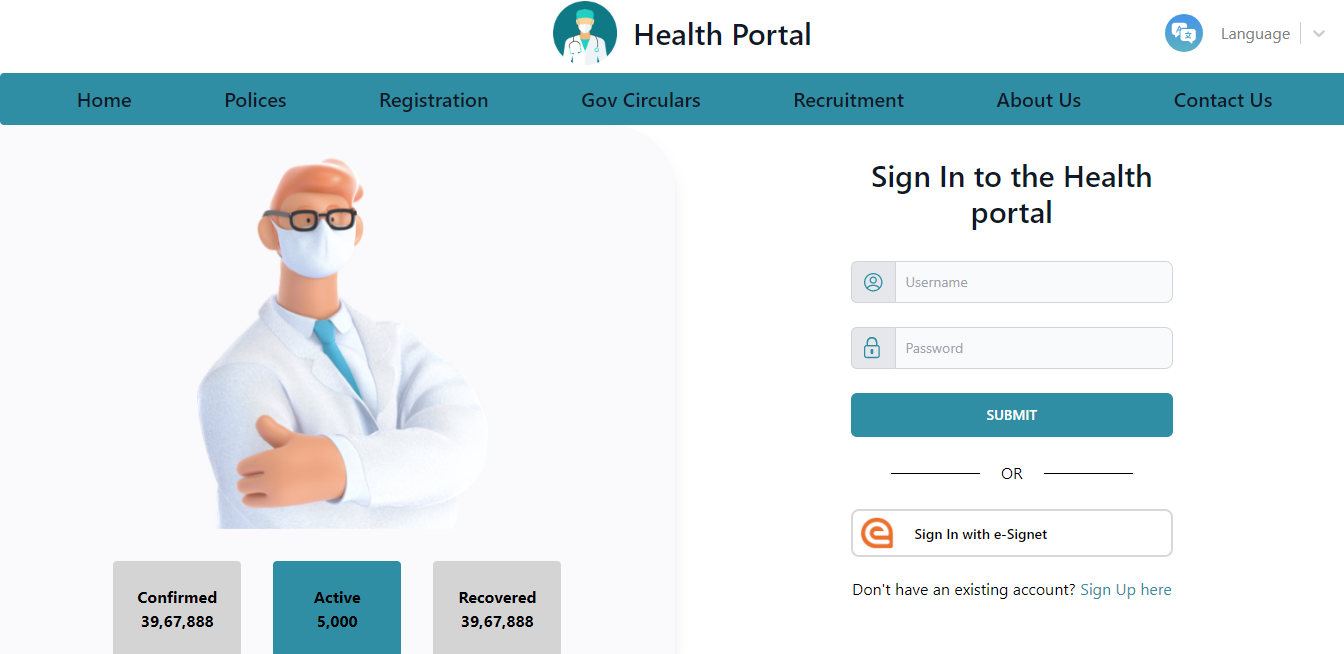 Health Portal
Language
Home
Polices
Registration
Gov Circulars
Recruitment
About Us
Contact Us
Sign In to the Health
portal
Username
Password
SUBMIT
OR
Sign In with e-Signet
Don't have an existing account? Sign Up here
Confirmed
39,67,888
Active
5,000
Recovered
39,67,888